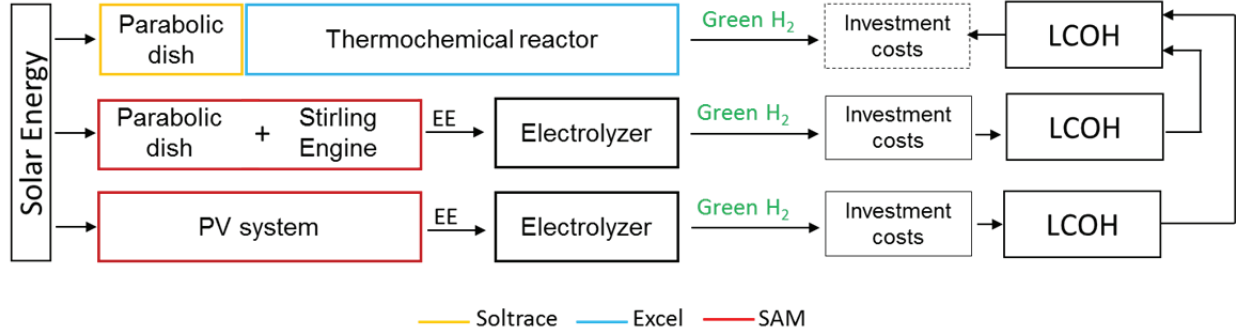 Solar Energy
Parabolic
dish
Thermochemical reactor
Green H₂
Investment
costs
LCOH
Parabolic
dish
+
Stirling
Engine
EE
Electrolyzer
Green H₂
Investment
costs
LCOH
PV system
EE
Electrolyzer
Green H₂
Investment
costs
LCOH
Soltrace
Excel
SAM